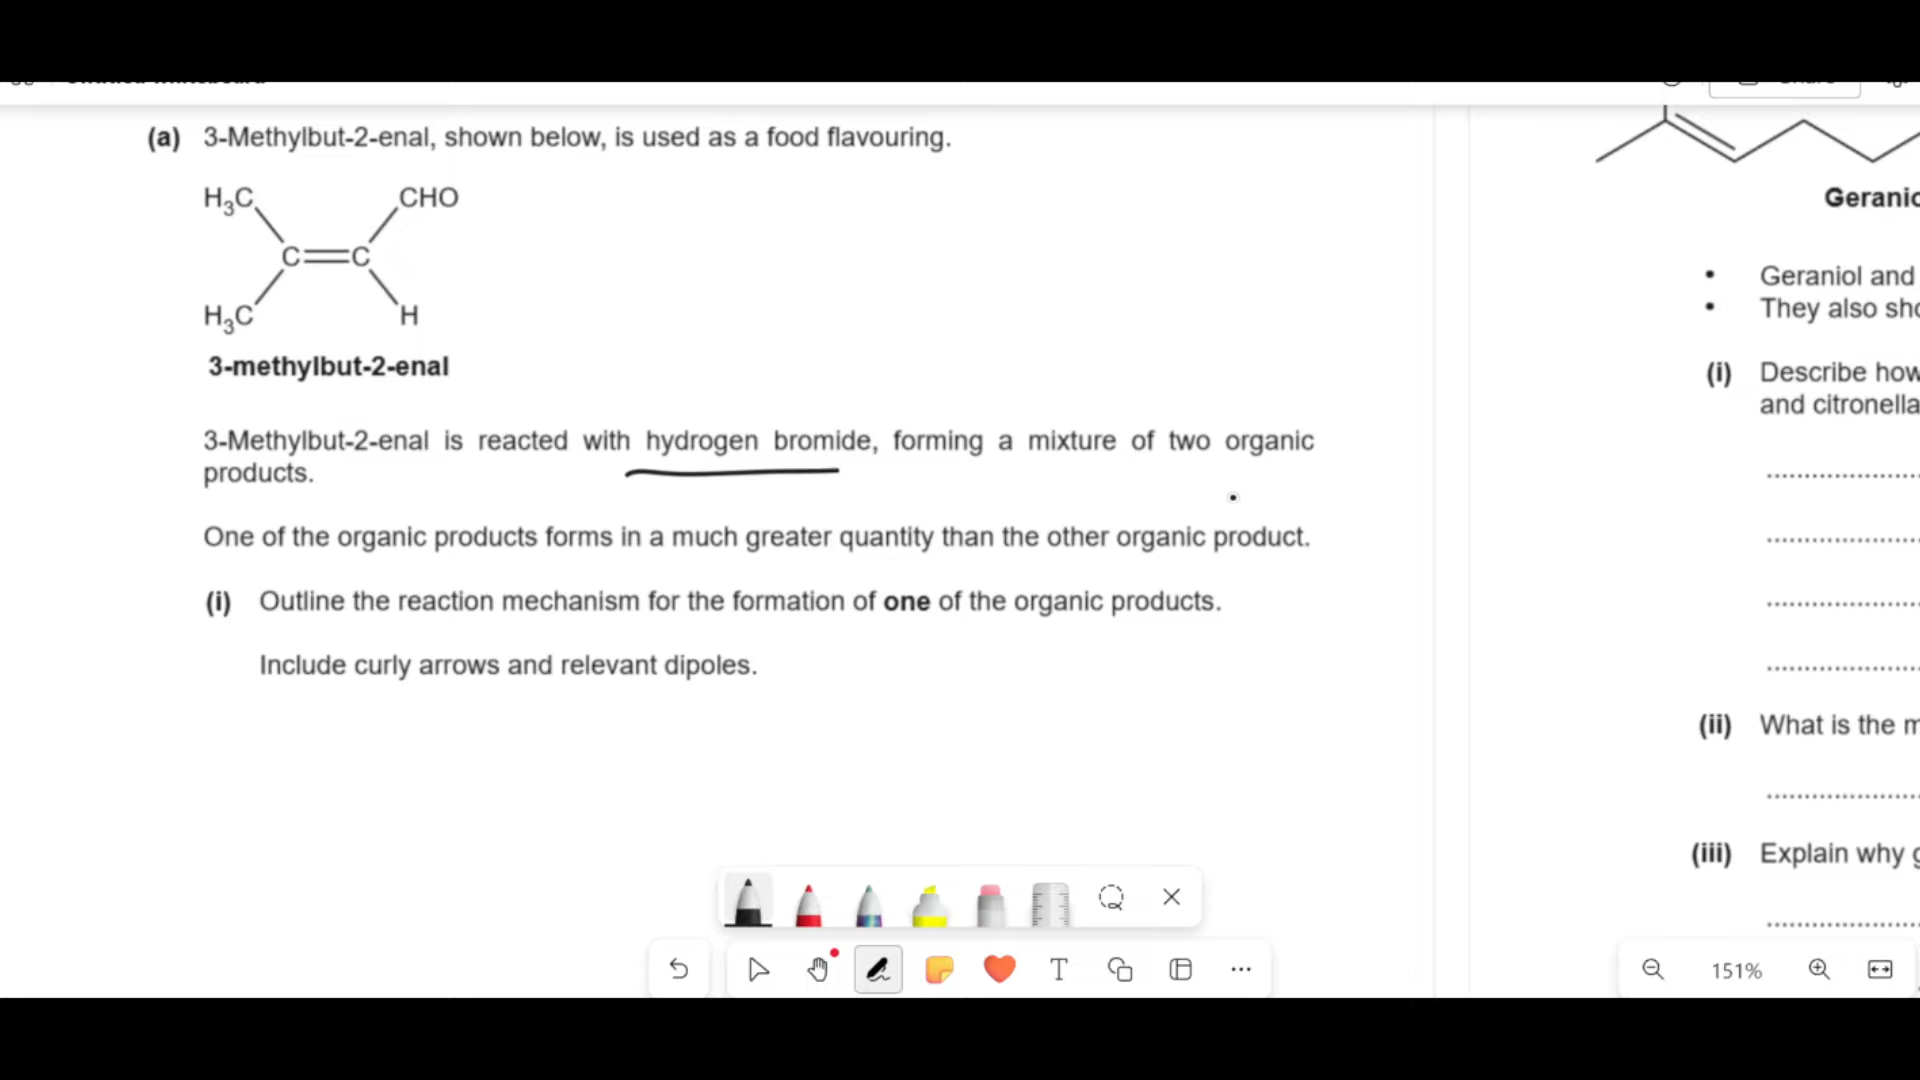 (a) 3-Methylbut-2-enal, shown below, is used as a food flavouring.
H3C CHO
C C
H3C H
3-methylbut-2-enal
3-Methylbut-2-enal is reacted with hydrogen bromide, forming a mixture of two organic
products.
One of the organic products forms in a much greater quantity than the other organic product.
(i) Outline the reaction mechanism for the formation of one of the organic products.
Include curly arrows and relevant dipoles.
• Geraniol and
• They also
(i) Describe
and
(ii) What is the
(iii) Explain why
T
151%